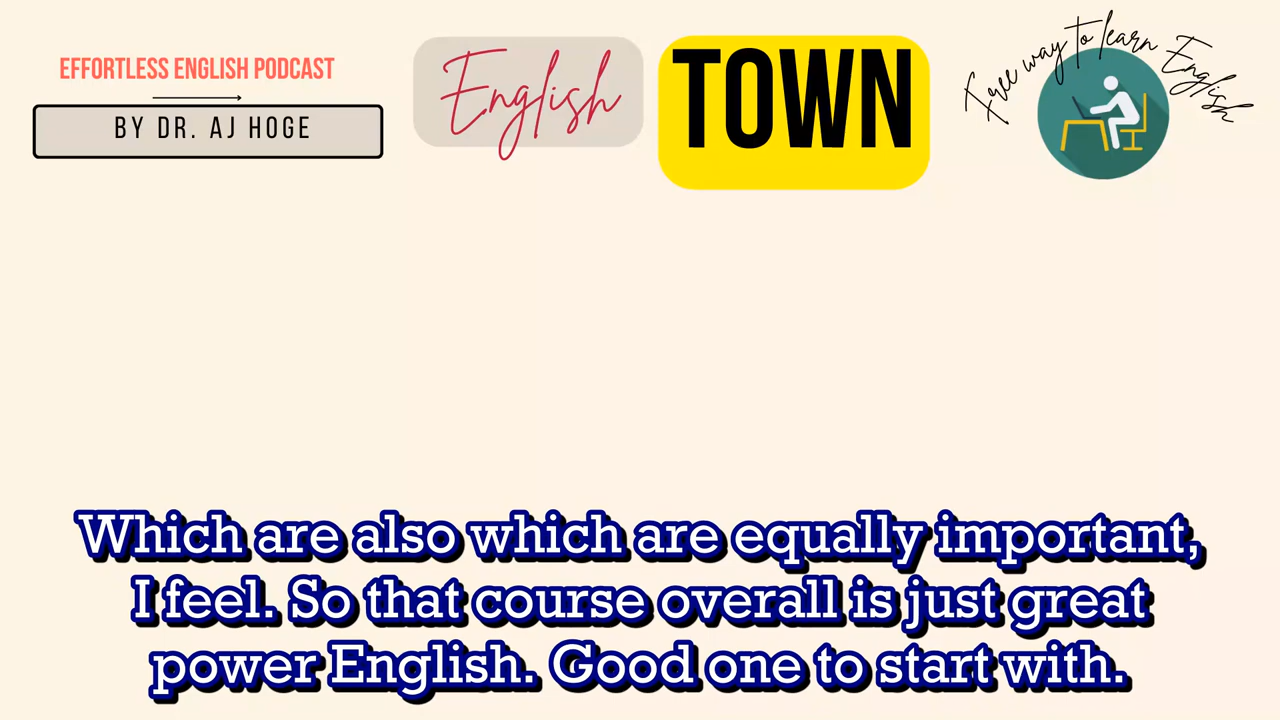 EFFORTLESS ENGLISH PODCAST
BY DR. AJ HOGE
English
TOWN
Free way to learn English
Which are also which are equally important,
I feel. So that course overall is just great
power English. Good one to start with.